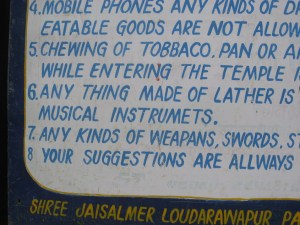 4. MOBILE PHONES ANY KINDS OF D
EATABLE GOODS ARE NOT ALLOW
5. CHEWING OF TOBBACO, PAN OR A
WHILE ENTERING THE TEMPLE
6. ANY THING MADE OF LATHER IS
MUSICAL INSTRUMETS.
7. ANY KINDS OF WEAPANS, SWORDS, ST
8 YOUR SUGGESTIONS ARE ALLWAYS
SHREE JAISALMER LOUDARAWAPUR PA